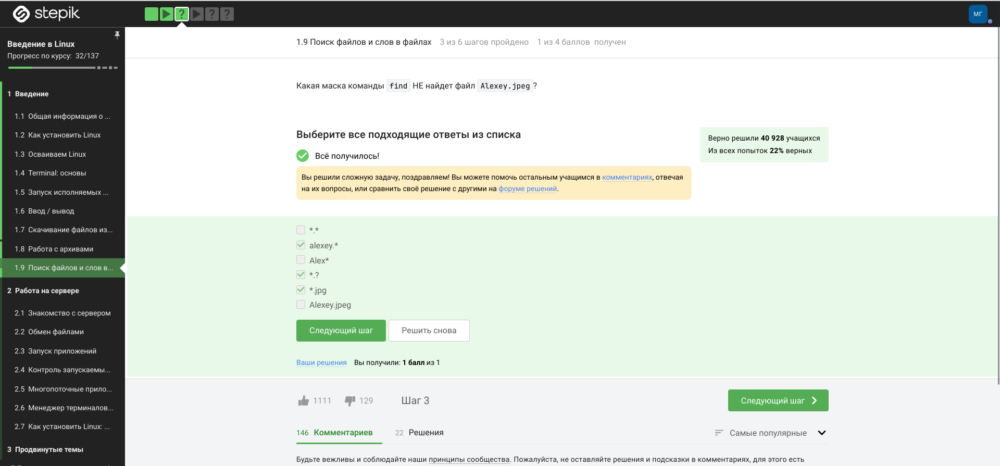 stepik
? ? ?
МГ
Введение в Linux
Прогресс по курсу: 32/137
1 Введение
1.1 Общая информация о ...
1.2 Как установить Linux
1.3 Осваиваем Linux
1.4 Terminal: основы
1.5 Запуск исполняемых ...
1.6 Ввод / вывод
1.7 Скачивание файлов из...
1.8 Работа с архивами
1.9 Поиск файлов и слов в...
2 Работа на сервере
2.1 Знакомство с сервером
2.2 Обмен файлами
2.3 Запуск приложений
2.4 Контроль запускаемы...
2.5 Многопоточные прило...
2.6 Менеджер терминалов...
2.7 Как установить Linux: ...
3 Продвинутые темы
1.9 Поиск файлов и слов в файлах 3 из 6 шагов пройдено 1 из 4 баллов получен
Какая маска команды find НЕ найдет файл Alexey.jpeg?
Выберите все подходящие ответы из списка
Всё получилось!
Вы решили сложную задачу, поздравляем! Вы можете помочь остальным учащимся в комментариях, отвечая
на их вопросы, или сравнить своё решение с другими на форуме решений.
Верно решили 40 928 учащихся
Из всех попыток 22% верных
*.*
alexey.*
Alex*
*.?
*.jpg
Alexey.jpeg
Следующий шаг Решить снова
Ваши решения Вы получили: 1 балл из 1
1111 129 Шаг 3 Следующий шаг
146 Комментариев 22 Решения Самые популярные
Будьте вежливы и соблюдайте наши принципы сообщества. Пожалуйста, не оставляйте решения и подсказки в комментариях, для этого есть